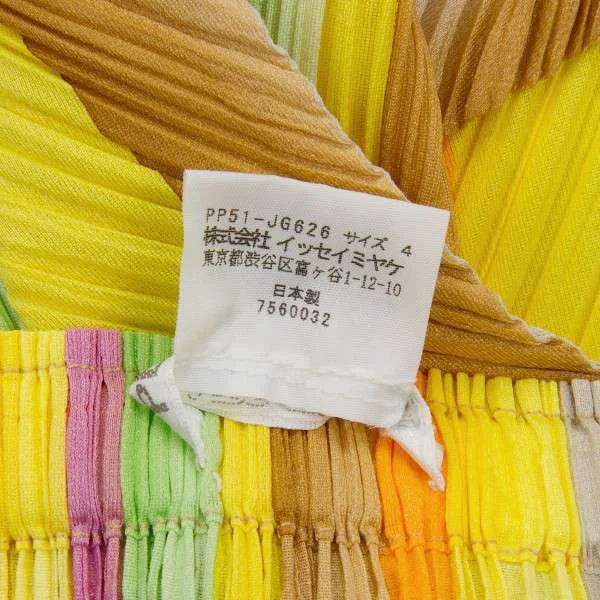 PP51-JG626 サイズ 4
株式会社 イッセイミヤケ
東京都渋谷区富ヶ谷1-12-10
日本製
7560032